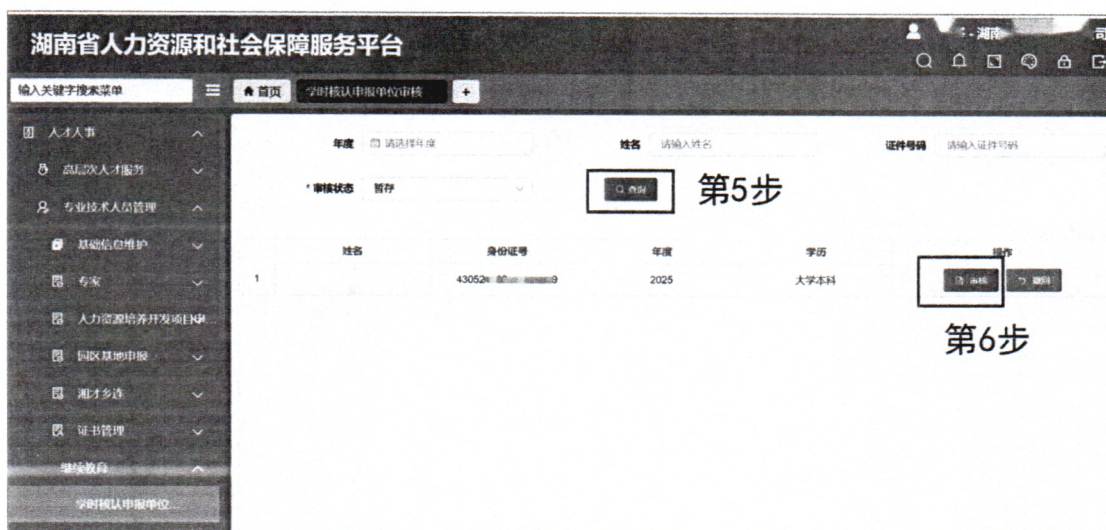 湖南省人力资源和社会保障服务平台
-湖南
司
输入关键字搜索菜单
首页
学时核认申报单位审核
+
人才人事
高层次人才服务
专业技术人员管理
基础信息维护
专家
人力资源培养开发项目申...
园区基地申报
湘才乡连
证书管理
继续教育
学时核认申报单位...
年度
请选择年度
姓名
请输入姓名
证件号码
请输入证件号码
*审核状态
暂存
查询
第5步
姓名
身份证号
年度
学历
操作
1
43052
9
2025
大学本科
审核
撤回
第6步